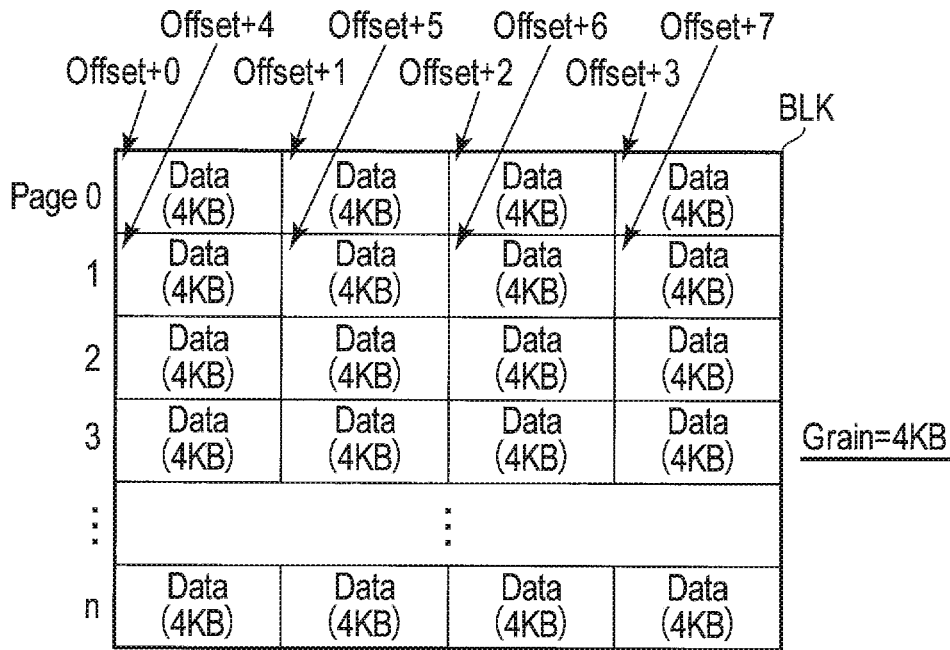 Offset+4 Offset+5 Offset+6 Offset+7
Offset+0 Offset+1 Offset+2 Offset+3
BLK
Page 0 Data Data Data Data
(4KB) (4KB) (4KB) (4KB)
1 Data Data Data Data
(4KB) (4KB) (4KB) (4KB)
2 Data Data Data Data
(4KB) (4KB) (4KB) (4KB)
3 Data Data Data Data
(4KB) (4KB) (4KB) (4KB)
Grain=4KB
⋮ ⋮
n Data Data Data Data
(4KB) (4KB) (4KB) (4KB)